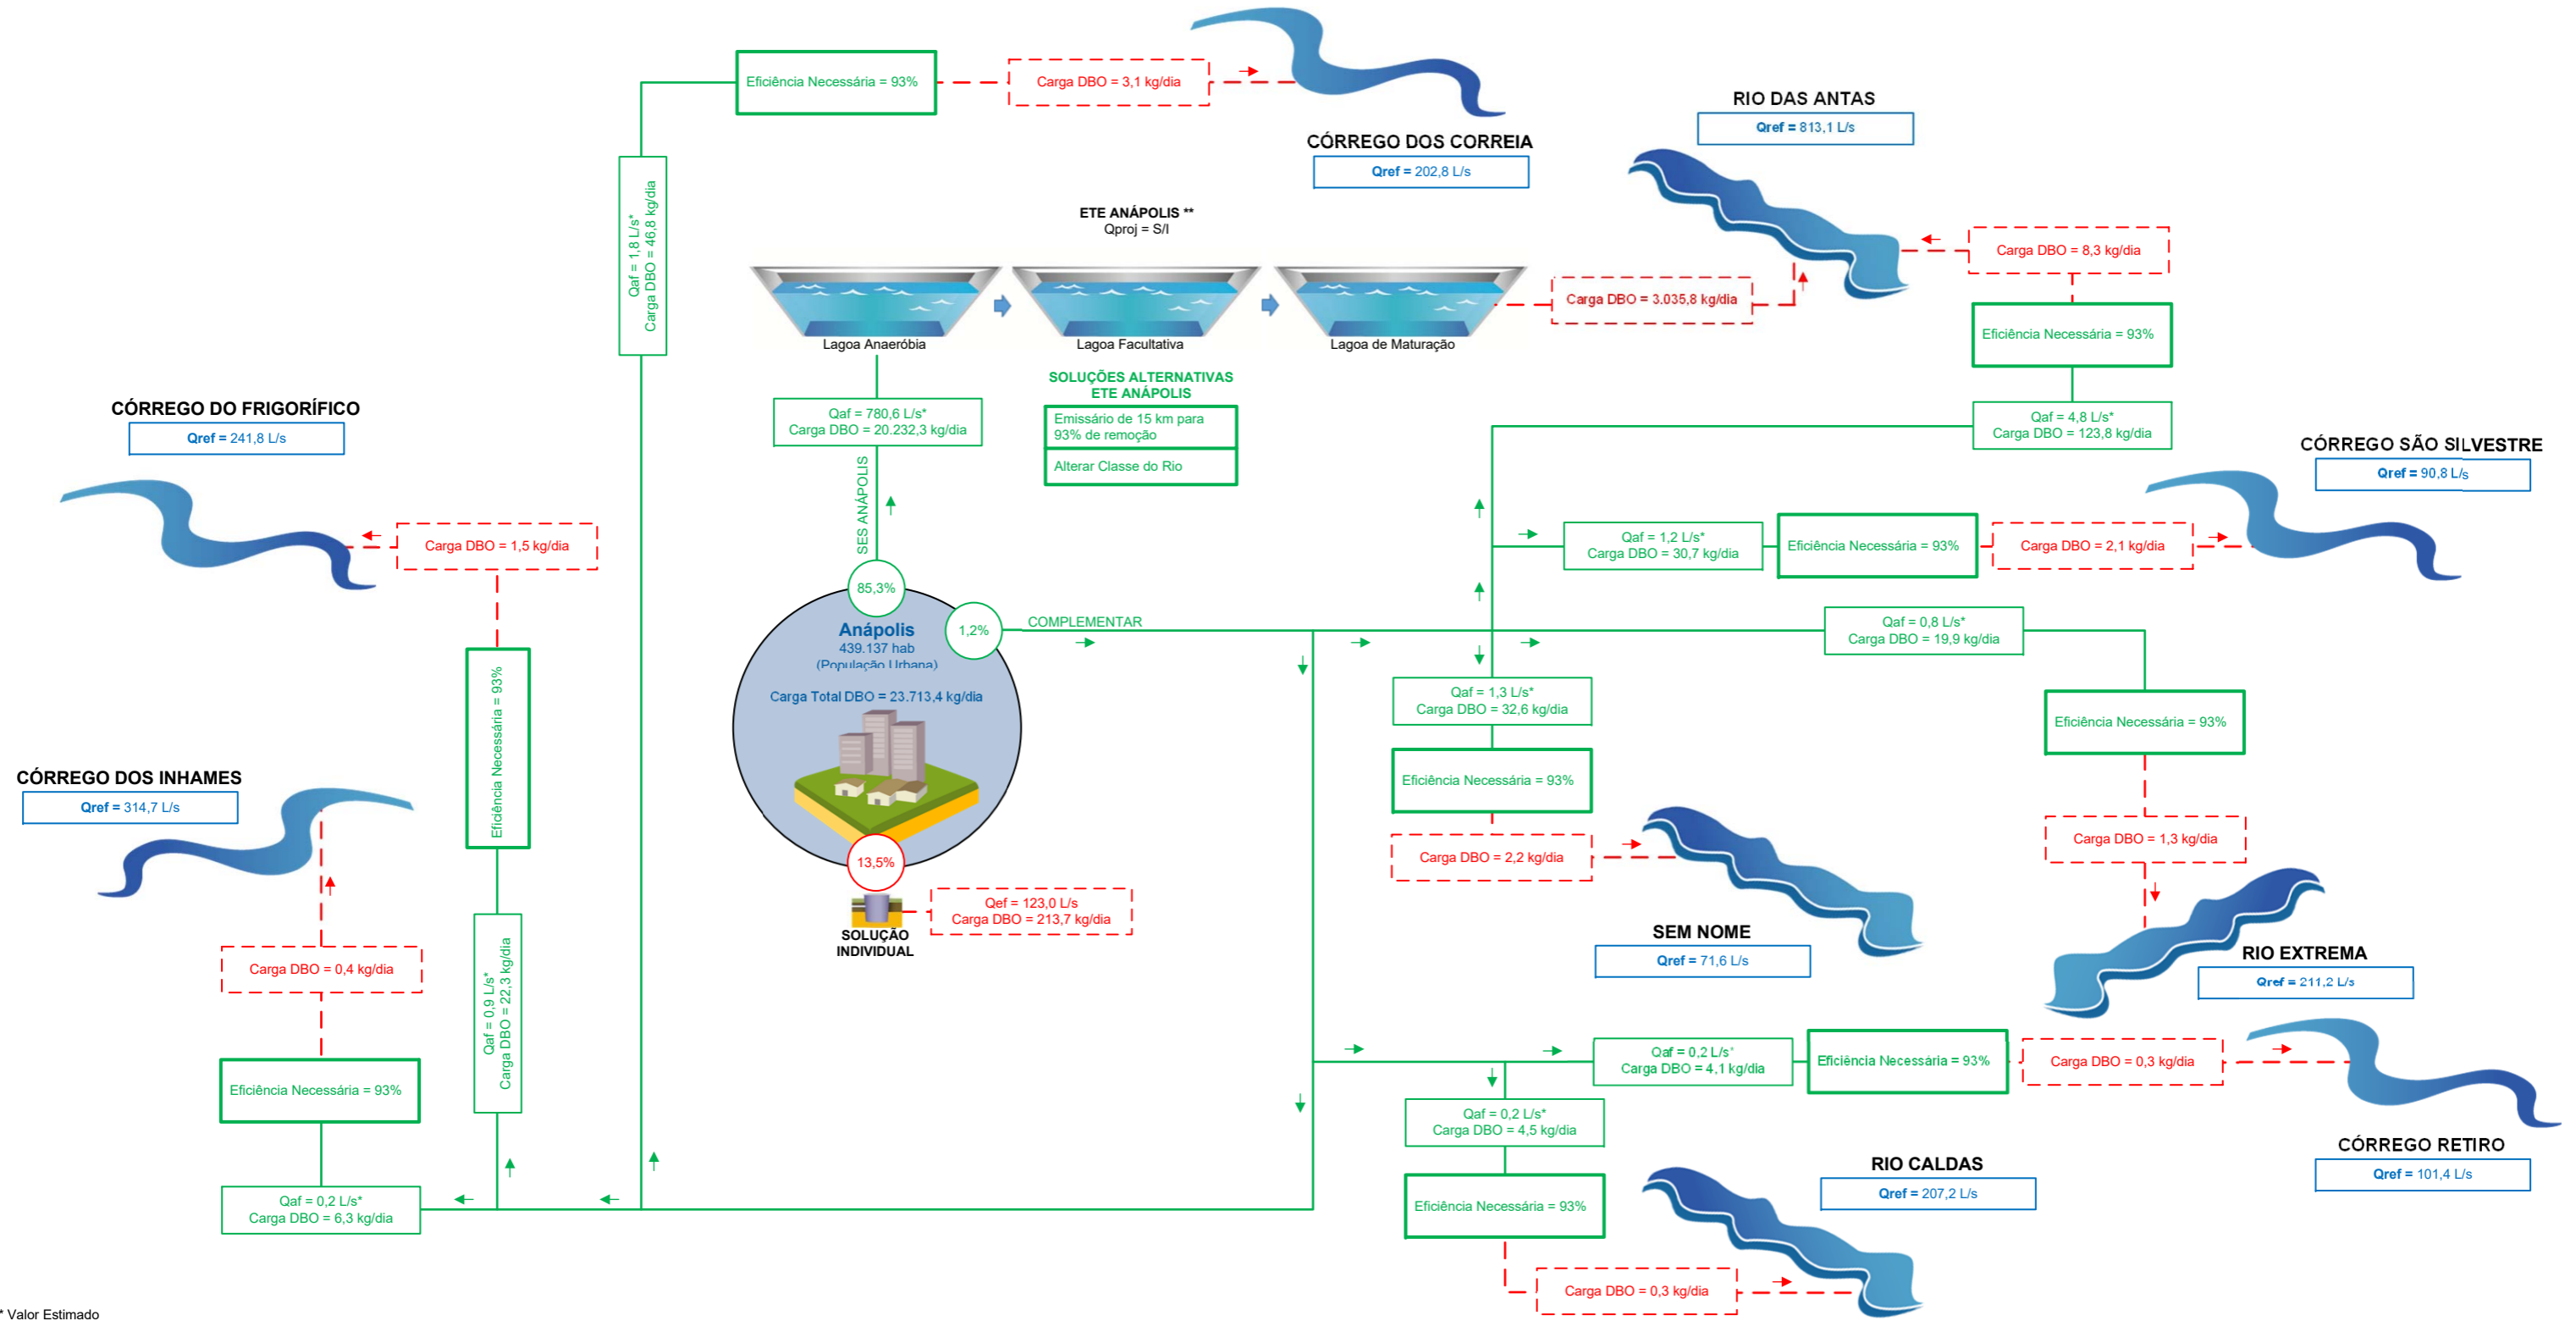 Eficiência Necessária = 93%
Carga DBO = 3,1 kg/dia
CÓRREGO DOS CORREIA
Qref = 202,8 L/s
RIO DAS ANTAS
Qref = 813,1 L/s
Qaf = 1,8 L/s*
Carga DBO = 46,8 kg/dia
ETE ANÁPOLIS **
Qproj = S/I
Lagoa Anaeróbia
Lagoa Facultativa
Lagoa de Maturação
Carga DBO = 3.035,8 kg/dia
Carga DBO = 8,3 kg/dia
Eficiência Necessária = 93%
Qaf = 4,8 L/s*
Carga DBO = 123,8 kg/dia
SOLUÇÕES ALTERNATIVAS
ETE ANÁPOLIS
Emissário de 15 km para
93% de remoção
Alterar Classe do Rio
Qaf = 780,6 L/s*
Carga DBO = 20.232,3 kg/dia
SES ANÁPOLIS
CÓRREGO DO FRIGORÍFICO
Qref = 241,8 L/s
Carga DBO = 1,5 kg/dia
Eficiência Necessária = 93%
Qaf = 0,9 L/s*
Carga DBO = 22,3 kg/dia
CÓRREGO SÃO SILVESTRE
Qref = 90,8 L/s
Qaf = 1,2 L/s*
Carga DBO = 30,7 kg/dia
Eficiência Necessária = 93%
Carga DBO = 2,1 kg/dia
85,3%
1,2%
COMPLEMENTAR
Anápolis
439.137 hab
(População Urbana)
Carga Total DBO = 23.713,4 kg/dia
13,5%
SOLUÇÃO
INDIVIDUAL
Qef = 123,0 L/s
Carga DBO = 213,7 kg/dia
Qaf = 0,8 L/s*
Carga DBO = 19,9 kg/dia
Eficiência Necessária = 93%
Carga DBO = 1,3 kg/dia
RIO EXTREMA
Qref = 211,2 L/s
Qaf = 1,3 L/s*
Carga DBO = 32,6 kg/dia
Eficiência Necessária = 93%
Carga DBO = 2,2 kg/dia
SEM NOME
Qref = 71,6 L/s
CÓRREGO DOS INHAMES
Qref = 314,7 L/s
Carga DBO = 0,4 kg/dia
Eficiência Necessária = 93%
Qaf = 0,2 L/s*
Carga DBO = 6,3 kg/dia
Qaf = 0,2 L/s*
Carga DBO = 4,1 kg/dia
Eficiência Necessária = 93%
Carga DBO = 0,3 kg/dia
CÓRREGO RETIRO
Qref = 101,4 L/s
Qaf = 0,2 L/s*
Carga DBO = 4,5 kg/dia
Eficiência Necessária = 93%
Carga DBO = 0,3 kg/dia
RIO CALDAS
Qref = 207,2 L/s
* Valor Estimado